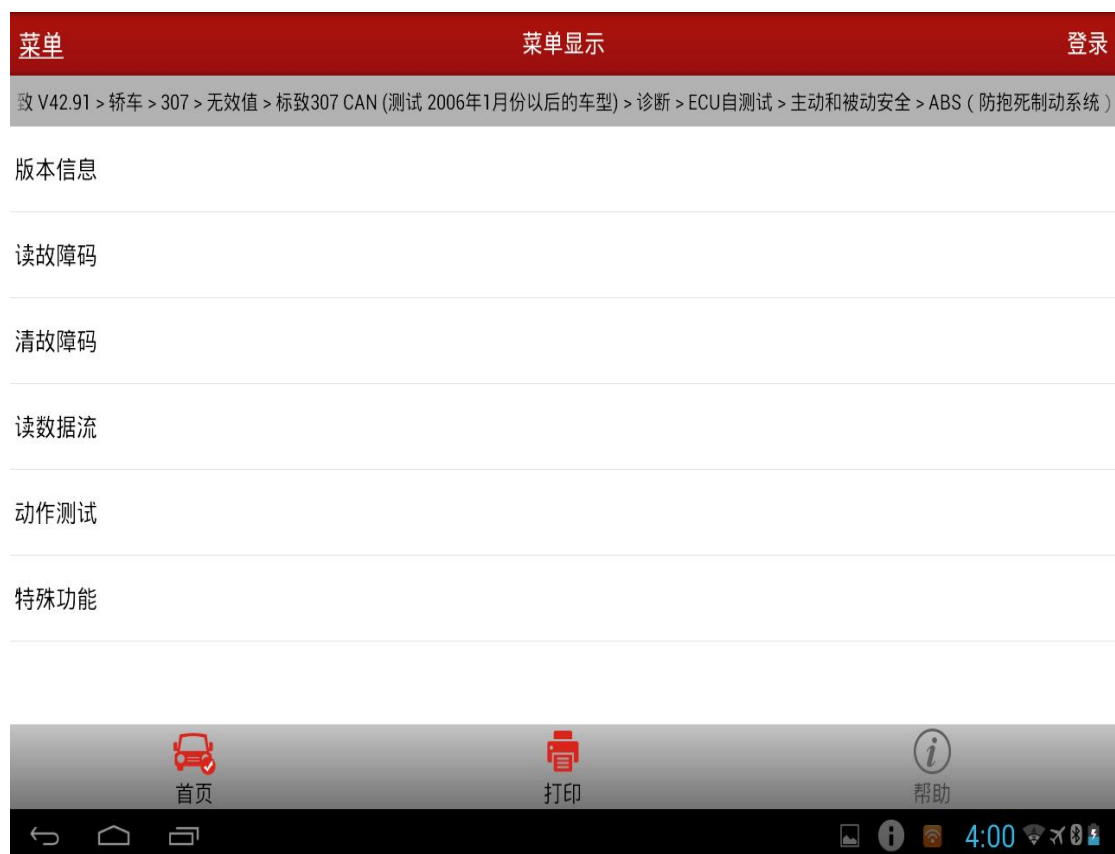 菜单 菜单显示 登录
致 V42.91 > 轿车 > 307 > 无效值 > 标致307 CAN (测试 2006年1月份以后的车型) > 诊断 > ECU自测试 > 主动和被动安全 > ABS（防抱死制动系统）
版本信息
读故障码
清故障码
读数据流
动作测试
特殊功能
首页 打印 帮助
4:00